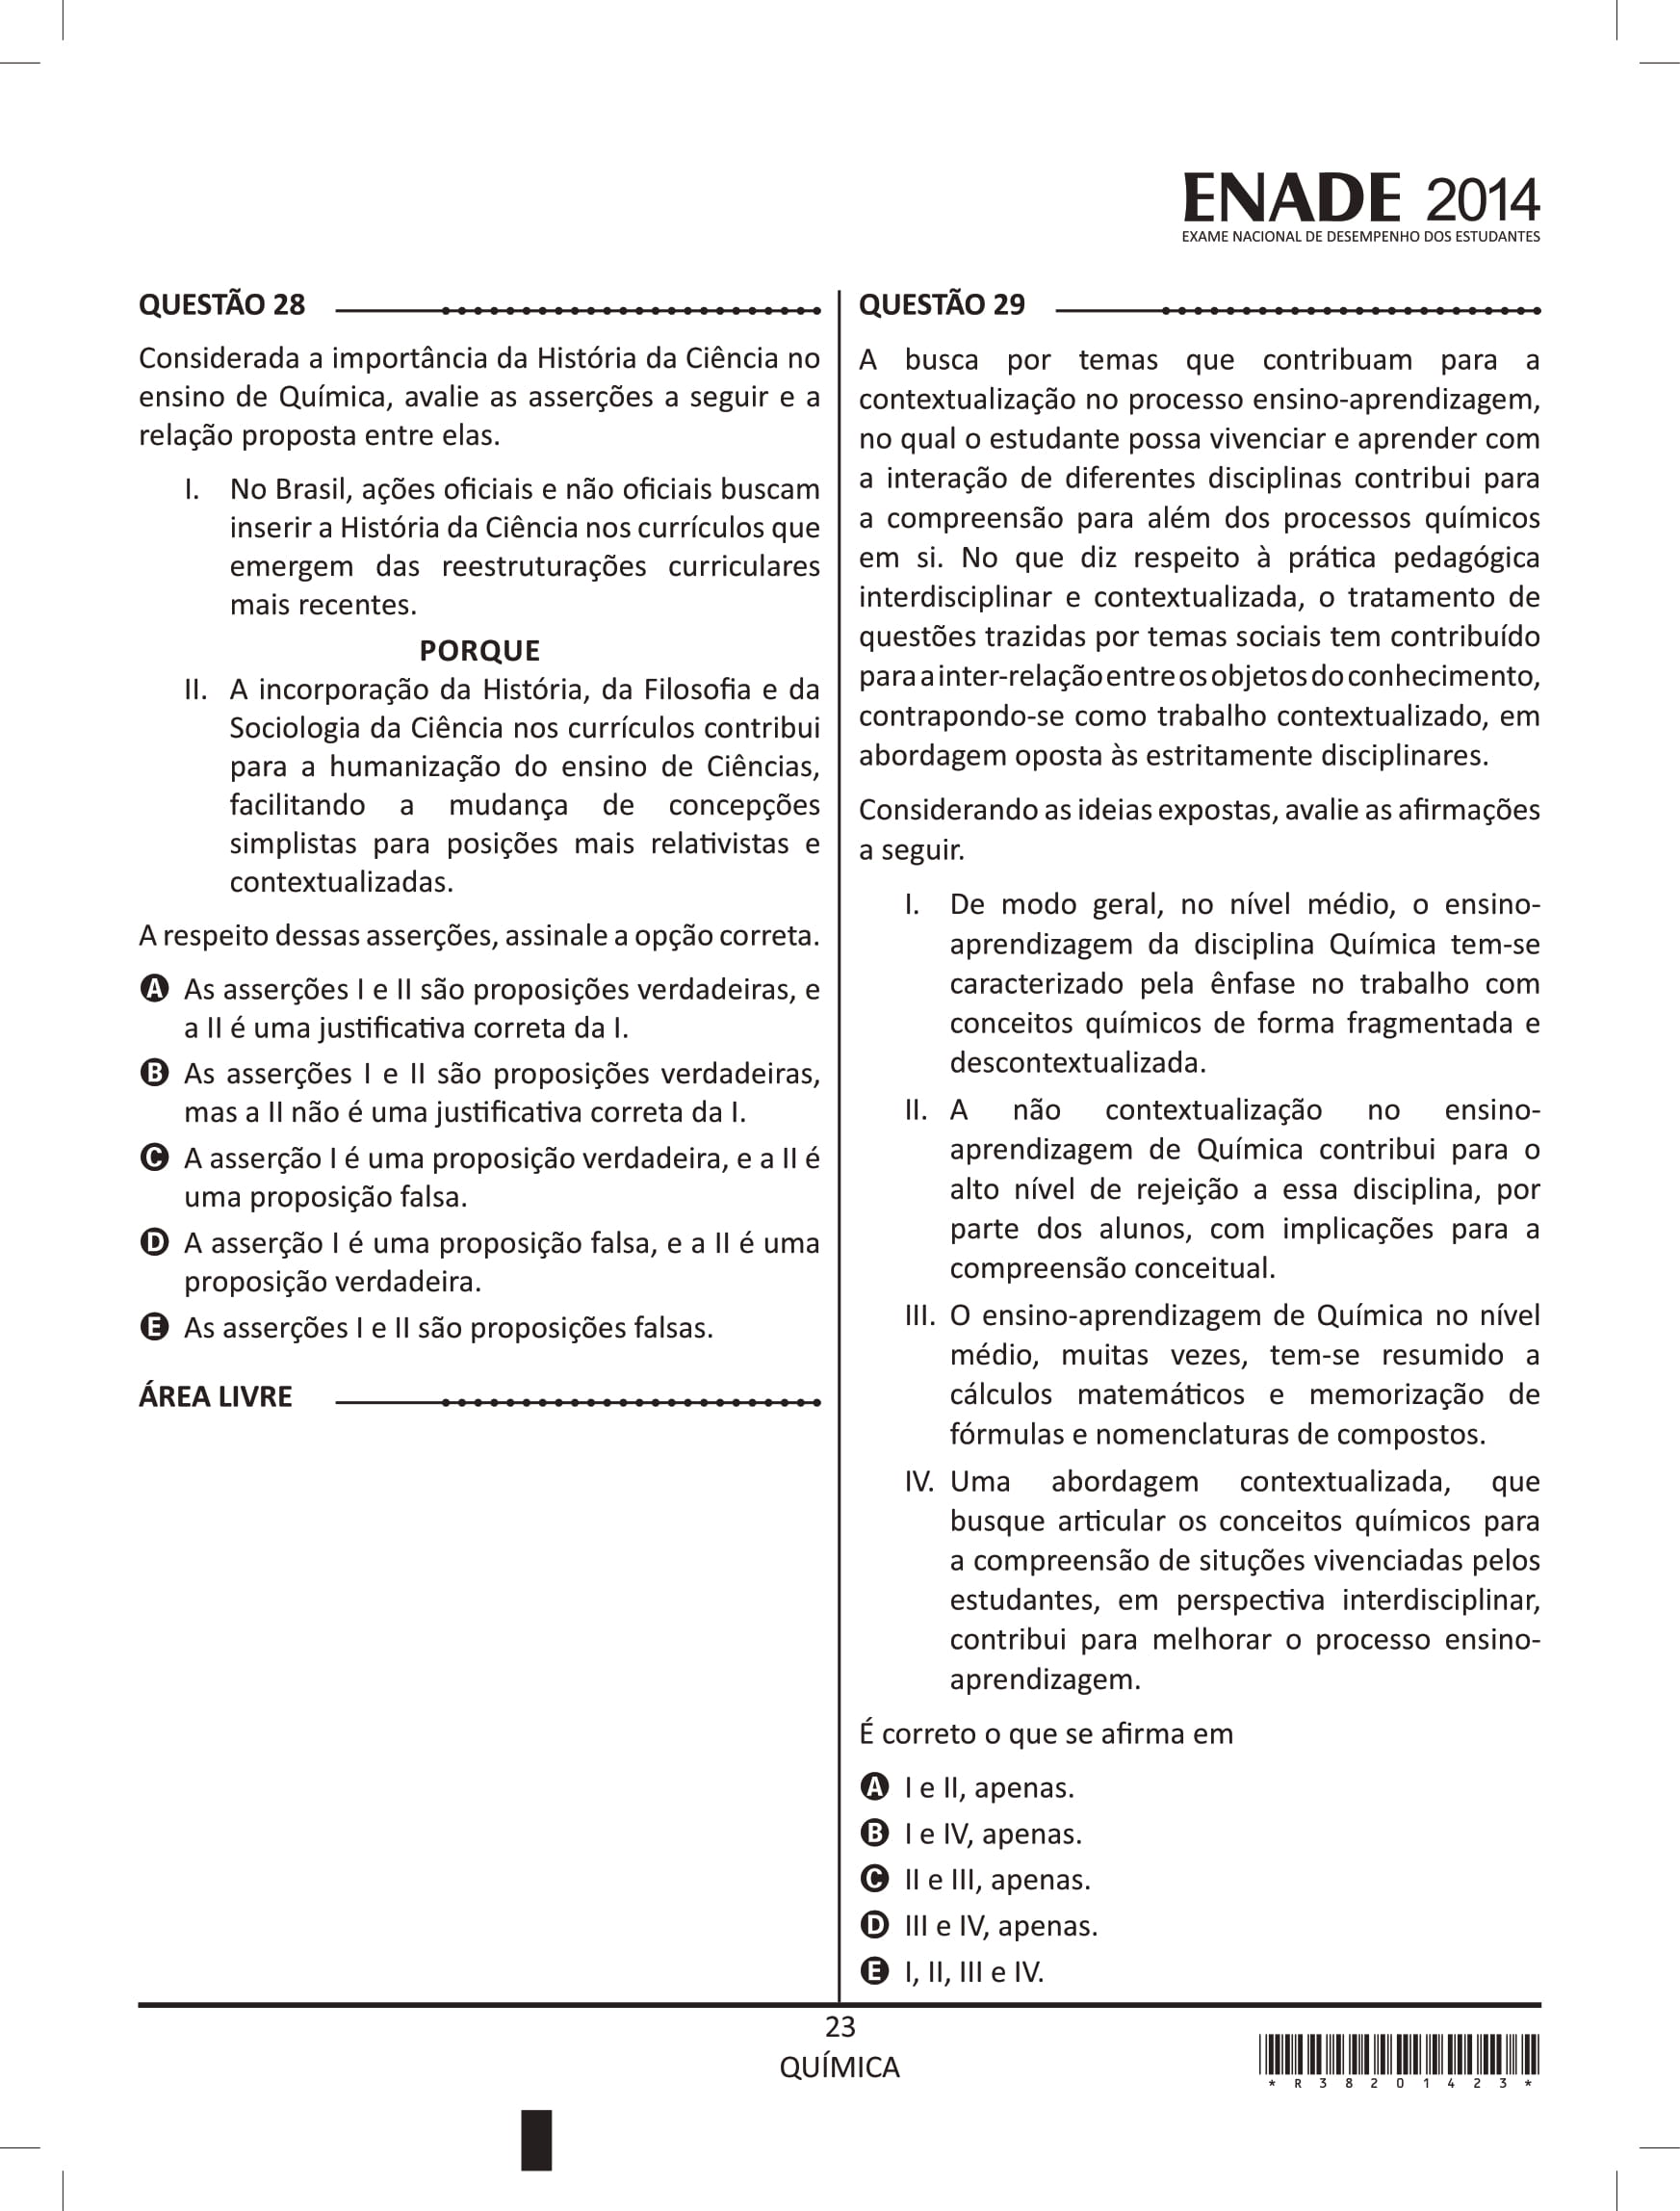 ENADE 2014
EXAME NACIONAL DE DESEMPENHO DOS ESTUDANTES
QUESTÃO 28
Considerada a importância da História da Ciência no
ensino de Química, avalie as asserções a seguir e a
relação proposta entre elas.
I. No Brasil, ações oficiais e não oficiais buscam
inserir a História da Ciência nos currículos que
emergem das reestruturações curriculares
mais recentes.
PORQUE
II. A incorporação da História, da Filosofia e da
Sociologia da Ciência nos currículos contribui
para a humanização do ensino de Ciências,
facilitando a mudança de concepções
simplistas para posições mais relativistas e
contextualizadas.
A respeito dessas asserções, assinale a opção correta.
A As asserções I e II são proposições verdadeiras, e
a II é uma justificativa correta da I.
B As asserções I e II são proposições verdadeiras,
mas a II não é uma justificativa correta da I.
C A asserção I é uma proposição verdadeira, e a II é
uma proposição falsa.
D A asserção I é uma proposição falsa, e a II é uma
proposição verdadeira.
E As asserções I e II são proposições falsas.
ÁREA LIVRE
QUESTÃO 29
A busca por temas que contribuam para a
contextualização no processo ensino-aprendizagem,
no qual o estudante possa vivenciar e aprender com
a interação de diferentes disciplinas contribui para
a compreensão para além dos processos químicos
em si. No que diz respeito à prática pedagógica
interdisciplinar e contextualizada, o tratamento de
questões trazidas por temas sociais tem contribuído
para a inter-relação entre os objetos do conhecimento,
contrapondo-se como trabalho contextualizado, em
abordagem oposta às estritamente disciplinares.
Considerando as ideias expostas, avalie as afirmações
a seguir.
I. De modo geral, no nível médio, o ensino-
aprendizagem da disciplina Química tem-se
caracterizado pela ênfase no trabalho com
conceitos químicos de forma fragmentada e
descontextualizada.
II. A não contextualização no ensino-
aprendizagem de Química contribui para o
alto nível de rejeição a essa disciplina, por
parte dos alunos, com implicações para a
compreensão conceitual.
III. O ensino-aprendizagem de Química no nível
médio, muitas vezes, tem-se resumido a
cálculos matemáticos e memorização de
fórmulas e nomenclaturas de compostos.
IV. Uma abordagem contextualizada, que
busque articular os conceitos químicos para
a compreensão de situções vivenciadas pelos
estudantes, em perspectiva interdisciplinar,
contribui para melhorar o processo ensino-
aprendizagem.
É correto o que se afirma em
A I e II, apenas.
B I e IV, apenas.
C II e III, apenas.
D III e IV, apenas.
E I, II, III e IV.
23
QUÍMICA
* R 3 8 2 0 1 4 2 3 *